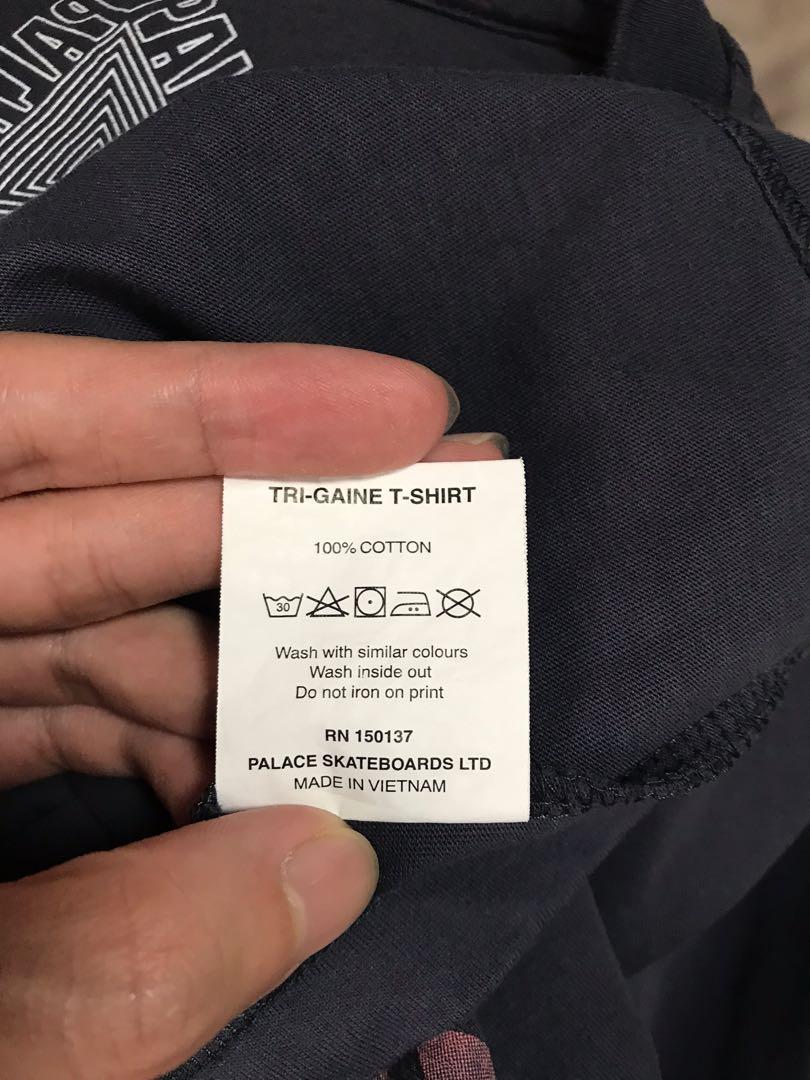 TRI-GAINE T-SHIRT
100% COTTON
30
Wash with similar colours
Wash inside out
Do not iron on print
RN 150137
PALACE SKATEBOARDS LTD
MADE IN VIETNAM